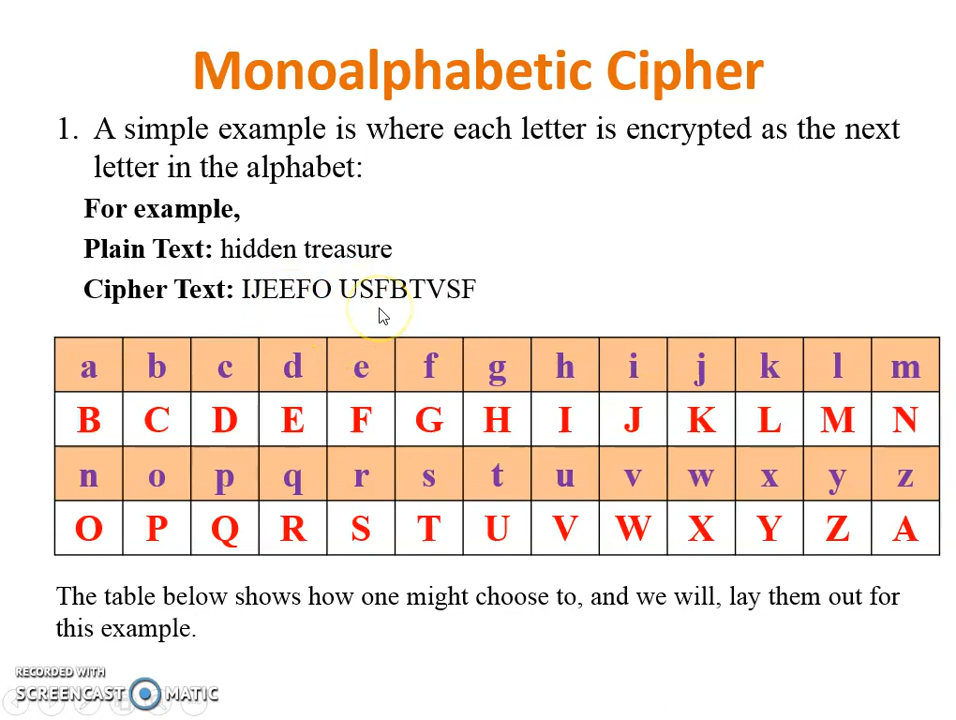 Monoalphabetic Cipher
1. A simple example is where each letter is encrypted as the next
letter in the alphabet:
For example,
Plain Text: hidden treasure
Cipher Text: IJEEFO USFBTVSF
a b c d e f g h i j k l m
B C D E F G H I J K L M N
n o p q r s t u v w x y z
O P Q R S T U V W X Y Z A
The table below shows how one might choose to, and we will, lay them out for
this example.
RECORDED WITH
SCREENCAST MATIC